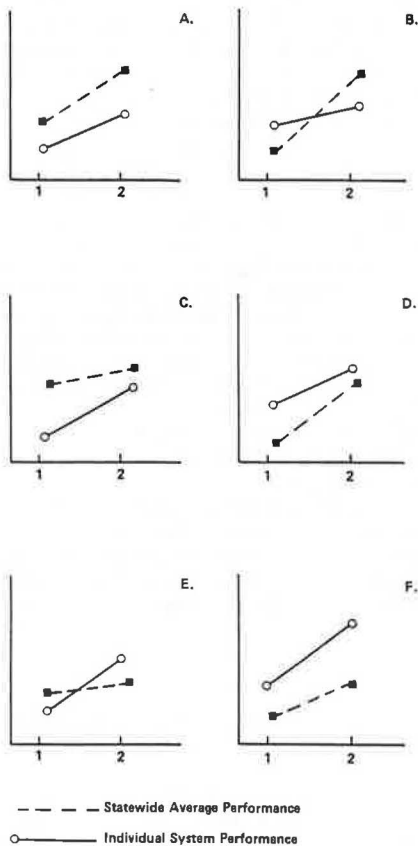 A.
B.
1 2
1 2
C.
D.
1 2
1 2
E.
F.
1 2
1 2
Statewide Average Performance
Individual System Performance